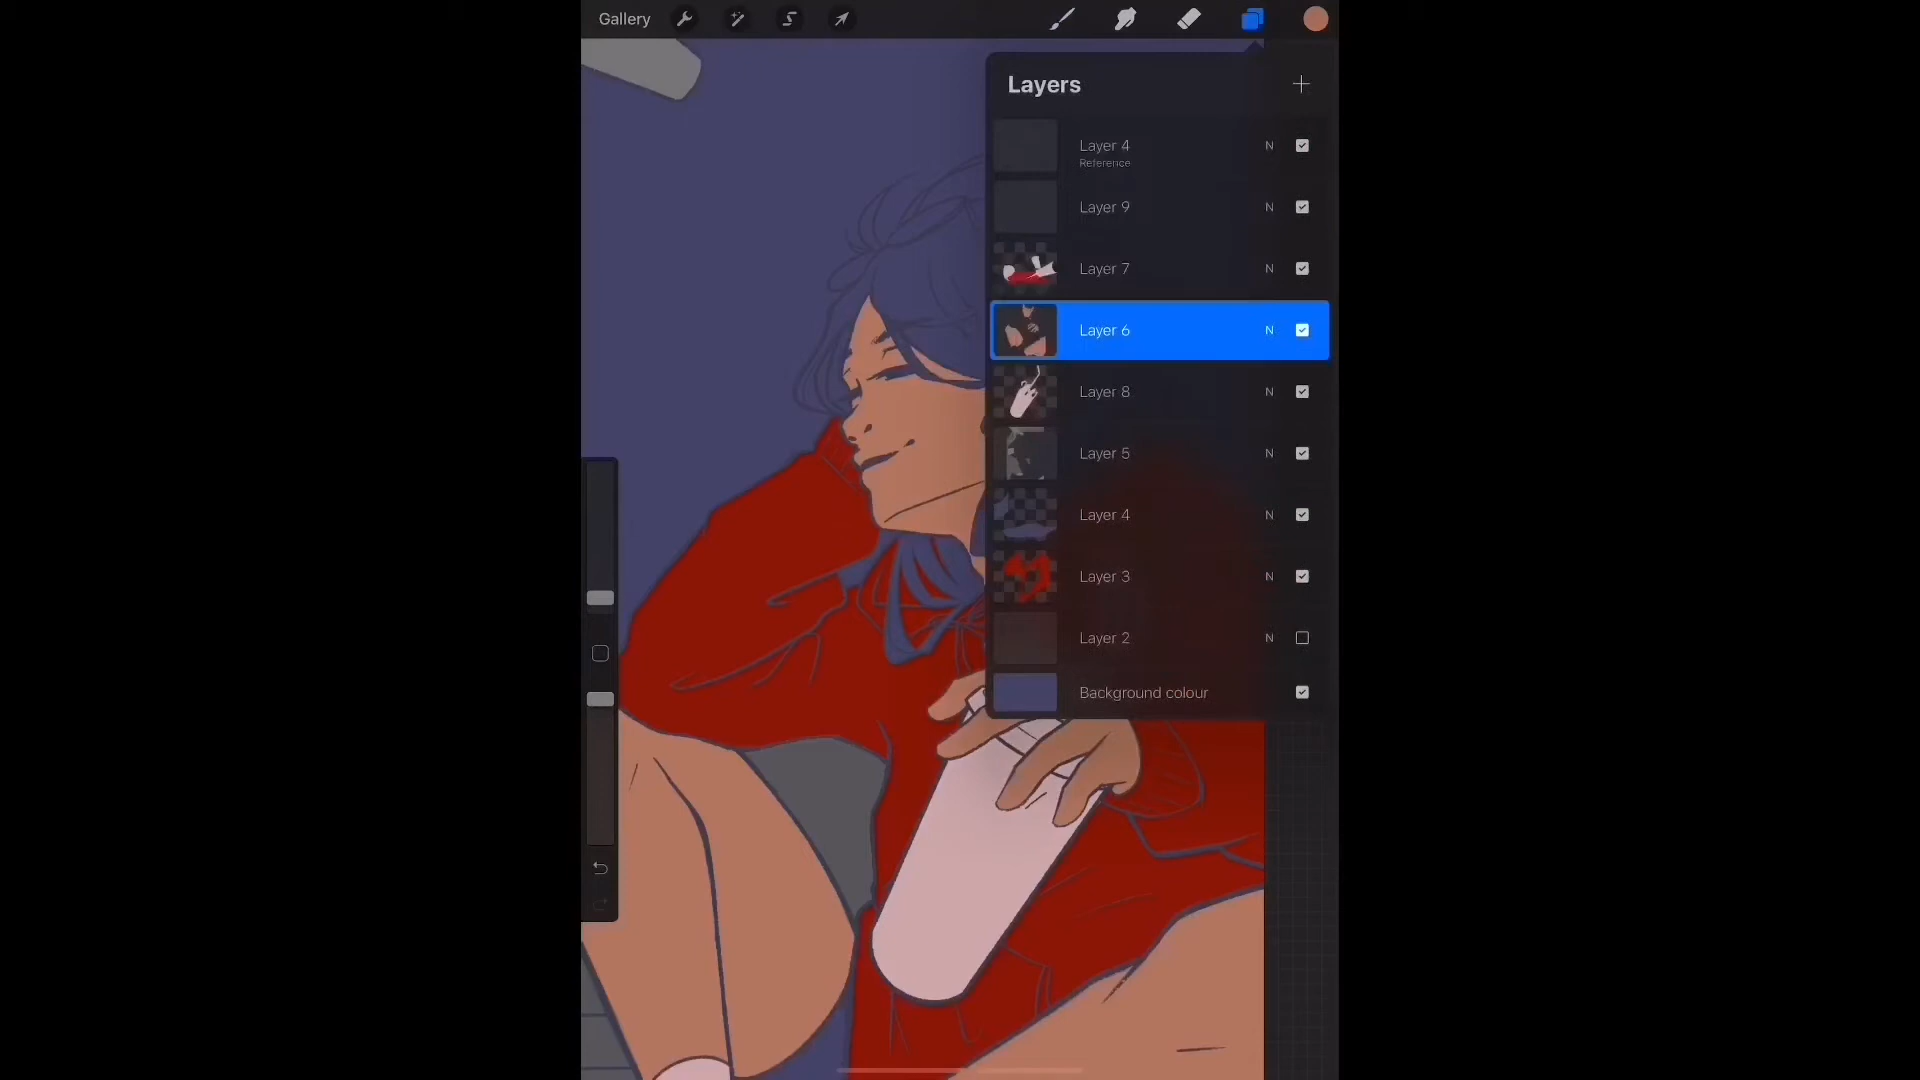 Gallery
Layers
Layer 4 N
Reference
Layer 9 N
Layer 7 N
Layer 6 N
Layer 8 N
Layer 5 N
Layer 4 N
Layer 3 N
Layer 2 N
Background colour